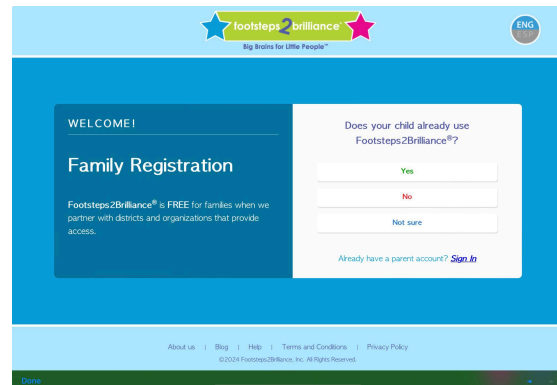 footsteps2brilliance™
Big Brains for Little People™
ENG
ESP
WELCOME!
Family Registration
Footsteps2Brilliance® is FREE for families when we
partner with districts and organizations that provide
access.
Does your child already use
Footsteps2Brilliance®?
Yes
No
Not sure
Already have a parent account? Sign In
About us | Blog | Help | Terms and Conditions | Privacy Policy
©2024 Footsteps2Brilliance, Inc. All Rights Reserved.
Done